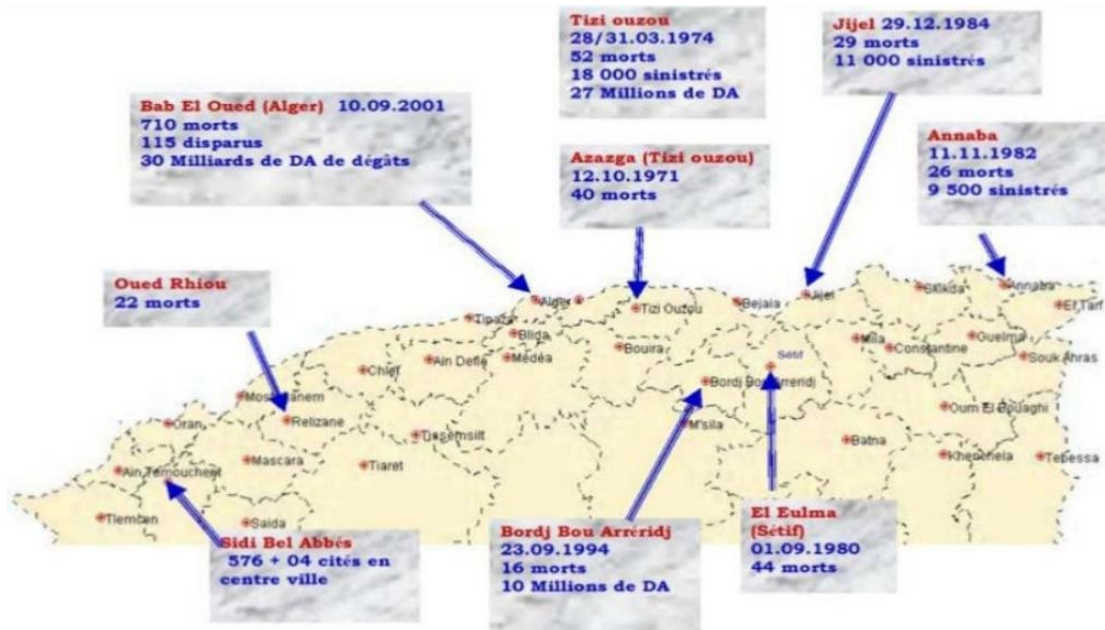 Tizi ouzou
28/31.03.1974
52 morts
18 000 sinistrés
27 Millions de DA
Jijel 29.12.1984
29 morts
11 000 sinistrés
Bab El Oued (Alger) 10.09.2001
710 morts
115 disparus
30 Milliards de DA de dégâts
Azazga (Tizi ouzou)
12.10.1971
40 morts
Annaba
11.11.1982
26 morts
9 500 sinistrés
Oued Rhiou
22 morts
Alger
Tizi Ouzou
Bejaia
Jijel
Skikda
Annaba
El Tarf
Tipaza
Blida
Médéa
Bouira
Ain Defla
Chlef
Sétif
Mila
Constantine
Guelma
Souk Ahras
Bordj Bou Arreridj
M'sila
Mostaganem
Relizane
Oran
Tissemsilt
Oum El Bouaghi
Batna
Khenchela
Tebessa
Ain Temouchent
Mascara
Tiaret
Tlemcen
Saida
Sidi Bel Abbés
576 + 04 cités en
centre ville
Bordj Bou Arréridj
23.09.1994
16 morts
10 Millions de DA
El Eulma
(Sétif)
01.09.1980
44 morts